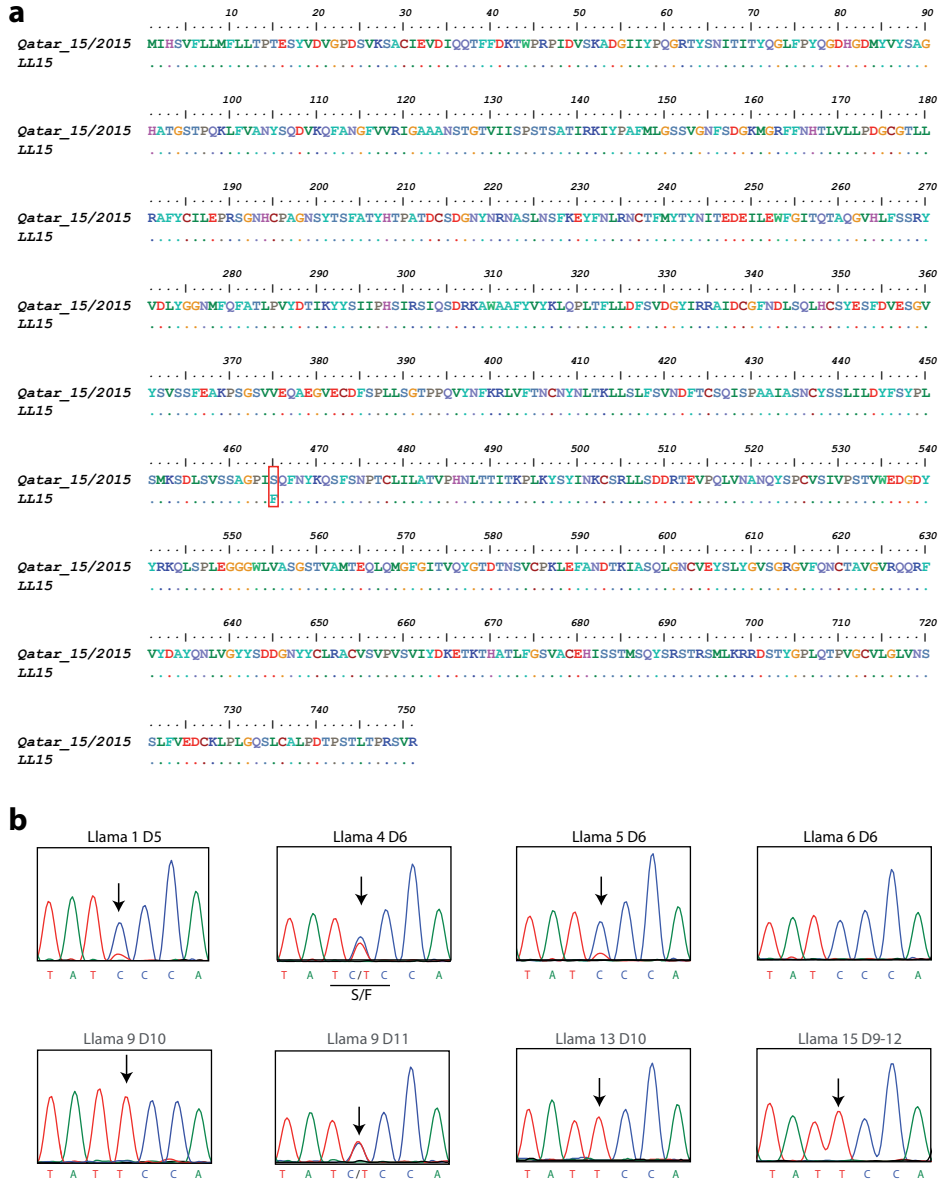 a
10 20 30 40 50 60 70 80 90
Qatar_15/2015 MIHSVFLLMFLLTPTESYVDVGPDSVKSACIEVDIQQTFFDKTWPRPIDVSKADGIIYPQGRTYSNITITYQGLFPYQGDHGDMYVYSAG
LL15
100 110 120 130 140 150 160 170 180
Qatar_15/2015 HATGSTPQKLFVANYSQDVKQFANGFVVRIGAAANSTGTVIISPSTSATIRKIYPAFMLGSSVGNFSDGKMGRFFNHTLVLLPDGCGTLL
LL15
190 200 210 220 230 240 250 260 270
Qatar_15/2015 RAFYCILEPRSGNHCPAGNSYTSFATYHTPATDCSDGNYNRNASLNSFKEYFNLRNCTFMYTYNITEDEILEWFGITQTAQGVHLFSSRY
LL15
280 290 300 310 320 330 340 350 360
Qatar_15/2015 VDLYGGNMFQFATLPVYDTIKYYSIIPHSIRSIQSDRKAWAAFYVYKLQPLTFLLDFSVDGYIRRAIDCGFNDLSQLHCSYESFDVESGV
LL15
370 380 390 400 410 420 430 440 450
Qatar_15/2015 YSVSSFEAKPSGSVVEQAEGVECDFSPLLSGTPPQVYNFKRLVFTNCNYNLTKLLSLFSVNDFTCSQISPAAIASNCYSSLILDYFSYPL
LL15
460 470 480 490 500 510 520 530 540
Qatar_15/2015 SMKSDLSVSSAGPISQFNYKQSFSNPTCLILATVPHNLTTITKPLKYSYINKCSRLLSDDRTEVPQLVNANQYSPCVSIVPSTVWEDGDY
LL15 F
550 560 570 580 590 600 610 620 630
Qatar_15/2015 YRKQLSPLEGGGWLVASGSTVAMTEQLQMGFGITVQYGTDTNSVCPKLEFANDTKIASQLGNCVEYSLYGVSGRGVFQNCTAVGVRQQRF
LL15
640 650 660 670 680 690 700 710 720
Qatar_15/2015 VYDAYQNLVGYYSDDGNYYCLRACVSVPVSVIYDKETKTHATLFGSVACEHISSTMSQYSRSTRSMLKRRDSTYGPLQTPVGCVLGLVNS
LL15
730 740 750
Qatar_15/2015 SLFVEDCKLPLGQSLCALPDTPSTLTPRSVR
LL15
b
Llama 1 D5 Llama 4 D6 Llama 5 D6 Llama 6 D6
T A T C C C A T A T C/T C C A T A T C C C A T A T C C C A
S/F
Llama 9 D10 Llama 9 D11 Llama 13 D10 Llama 15 D9-12
T A T T C C A T A T C/T C C A T A T T C C A T A T T C C A